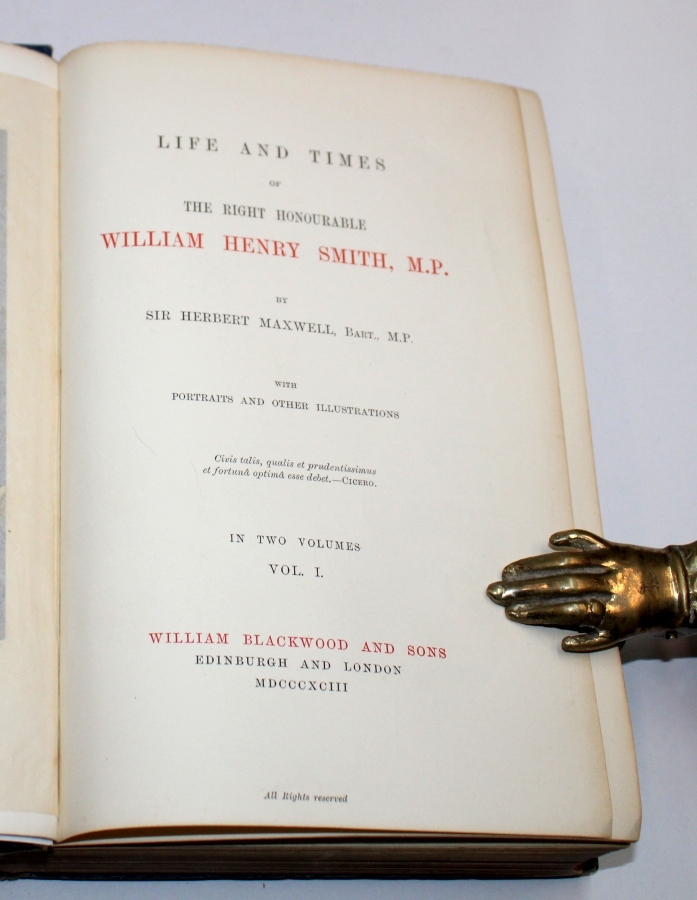 LIFE AND TIMES
OF
THE RIGHT HONOURABLE
WILLIAM HENRY SMITH, M.P.
BY
SIR HERBERT MAXWELL, BART., M.P.
WITH
PORTRAITS AND OTHER ILLUSTRATIONS
Civis talis, qualis et prudentissimus
et fortunâ optimâ esse debet.—CICERO.
IN TWO VOLUMES
VOL. I.
WILLIAM BLACKWOOD AND SONS
EDINBURGH AND LONDON
MDCCCXCIII
All Rights reserved